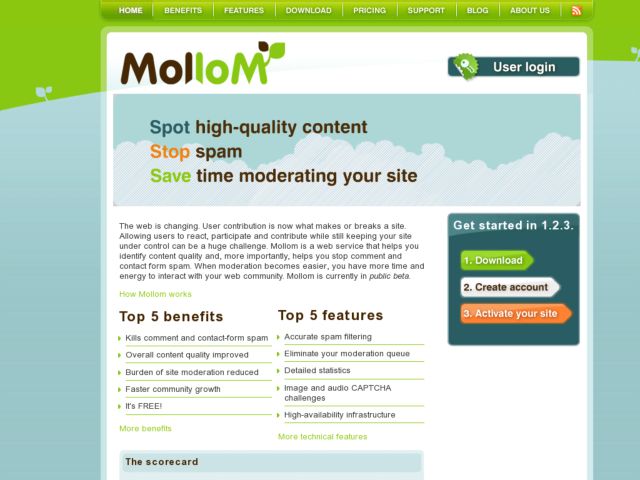 HOME BENEFITS FEATURES DOWNLOAD PRICING SUPPORT BLOG ABOUT US
MolloM
User login
Spot high-quality content
Stop spam
Save time moderating your site
The web is changing. User contribution is now what makes or breaks a site.
Allowing users to react, participate and contribute while still keeping your site
under control can be a huge challenge. Mollom is a web service that helps you
identify content quality and, more importantly, helps you stop comment and
contact form spam. When moderation becomes easier, you have more time and
energy to interact with your web community. Mollom is currently in public beta.
How Mollom works
Get started in 1.2.3.
1. Download
2. Create account
3. Activate your site
Top 5 benefits
Kills comment and contact-form spam
Overall content quality improved
Burden of site moderation reduced
Faster community growth
It's FREE!
More benefits
Top 5 features
Accurate spam filtering
Eliminate your moderation queue
Detailed statistics
Image and audio CAPTCHA
challenges
High-availability infrastructure
More technical features
The scorecard